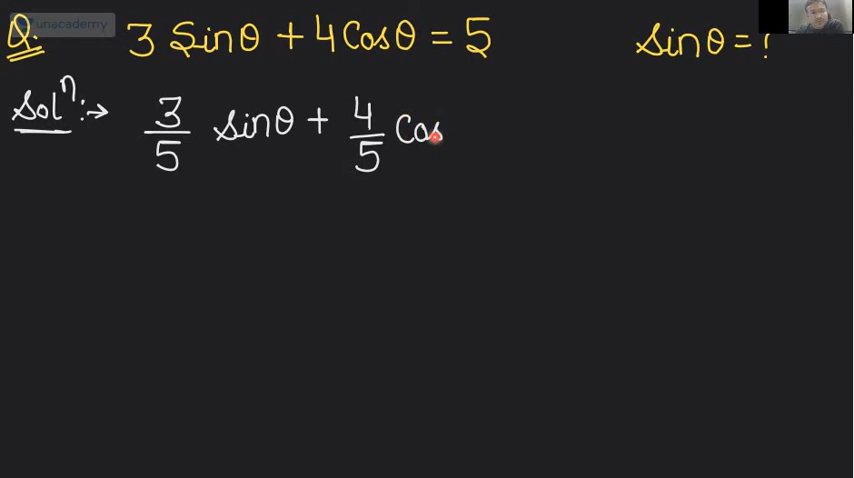 unacademy
Q. 3 Sinθ + 4 Cosθ = 5 sinθ = ?
Solⁿ :→ 3/5 sinθ + 4/5 cos